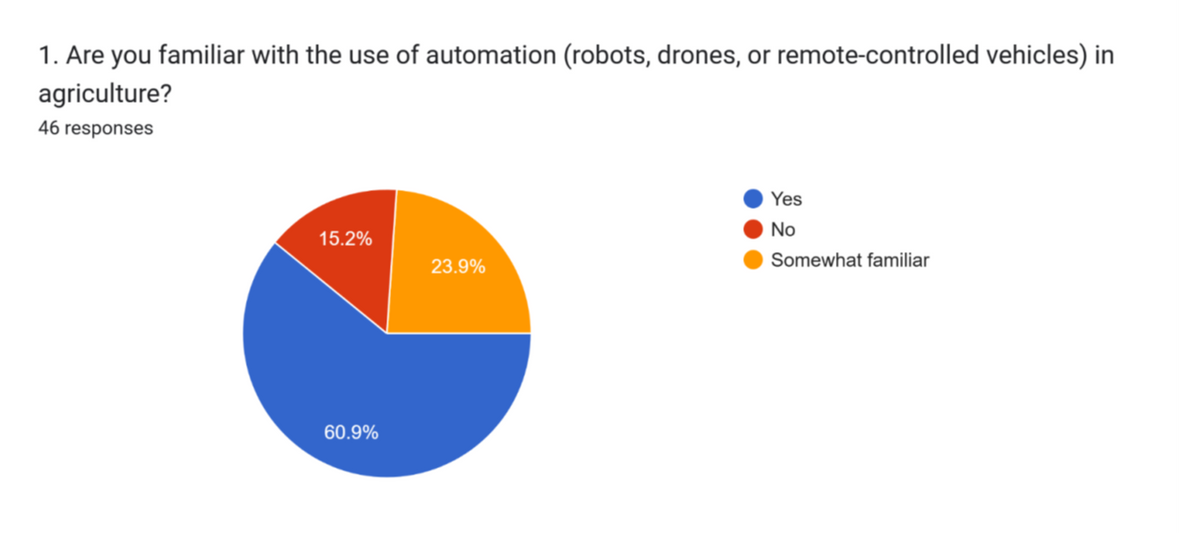 1. Are you familiar with the use of automation (robots, drones, or remote-controlled vehicles) in
agriculture?
46 responses
15.2%
23.9%
60.9%
Yes
No
Somewhat familiar